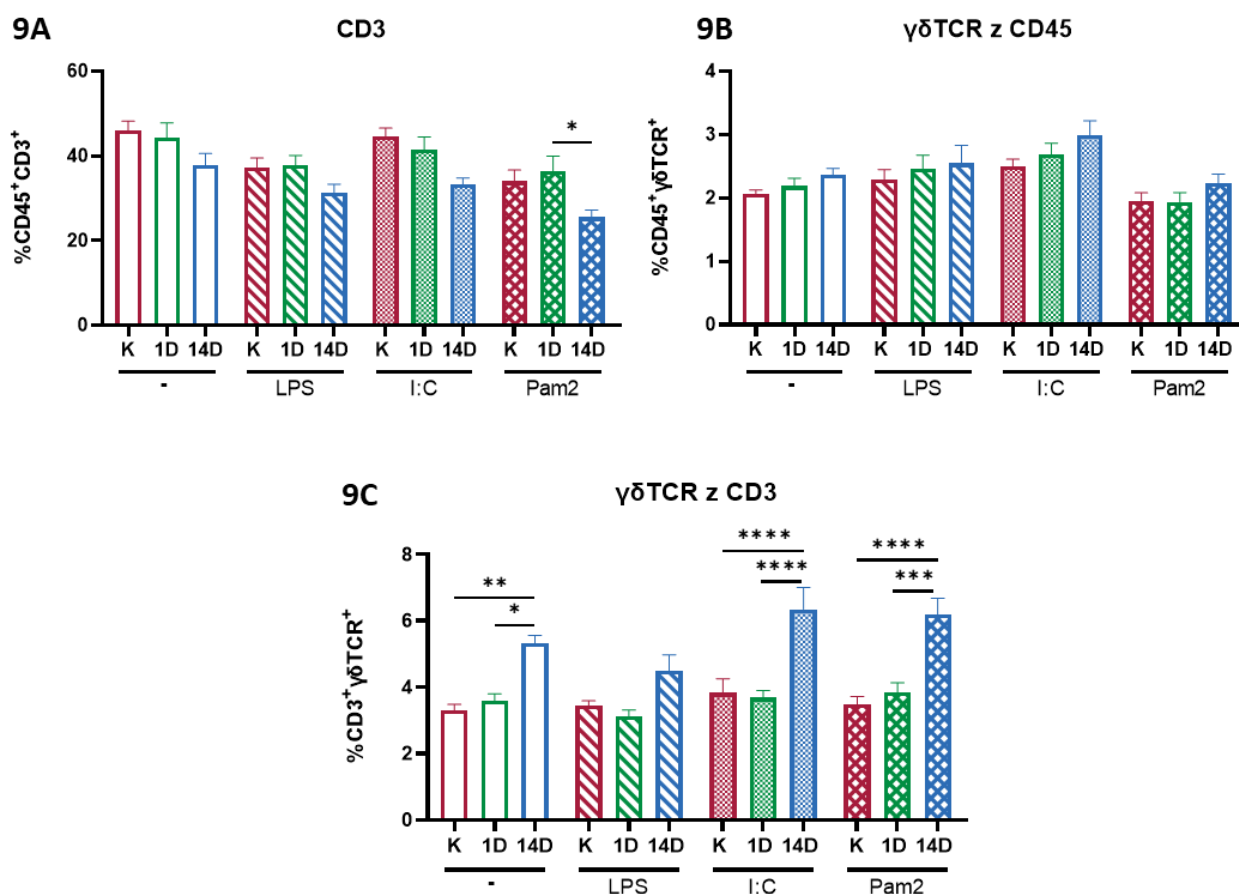 9A
CD3
%CD45⁺CD3⁺
60
40
20
0
*
K 1D 14D K 1D 14D K 1D 14D K 1D 14D
- LPS I:C Pam2
9B
γδTCR z CD45
%CD45⁺γδTCR⁺
4
3
2
1
0
K 1D 14D K 1D 14D K 1D 14D K 1D 14D
- LPS I:C Pam2
9C
γδTCR z CD3
%CD3⁺γδTCR⁺
8
6
4
2
0
** * **** **** **** ***
K 1D 14D K 1D 14D K 1D 14D K 1D 14D
- LPS I:C Pam2